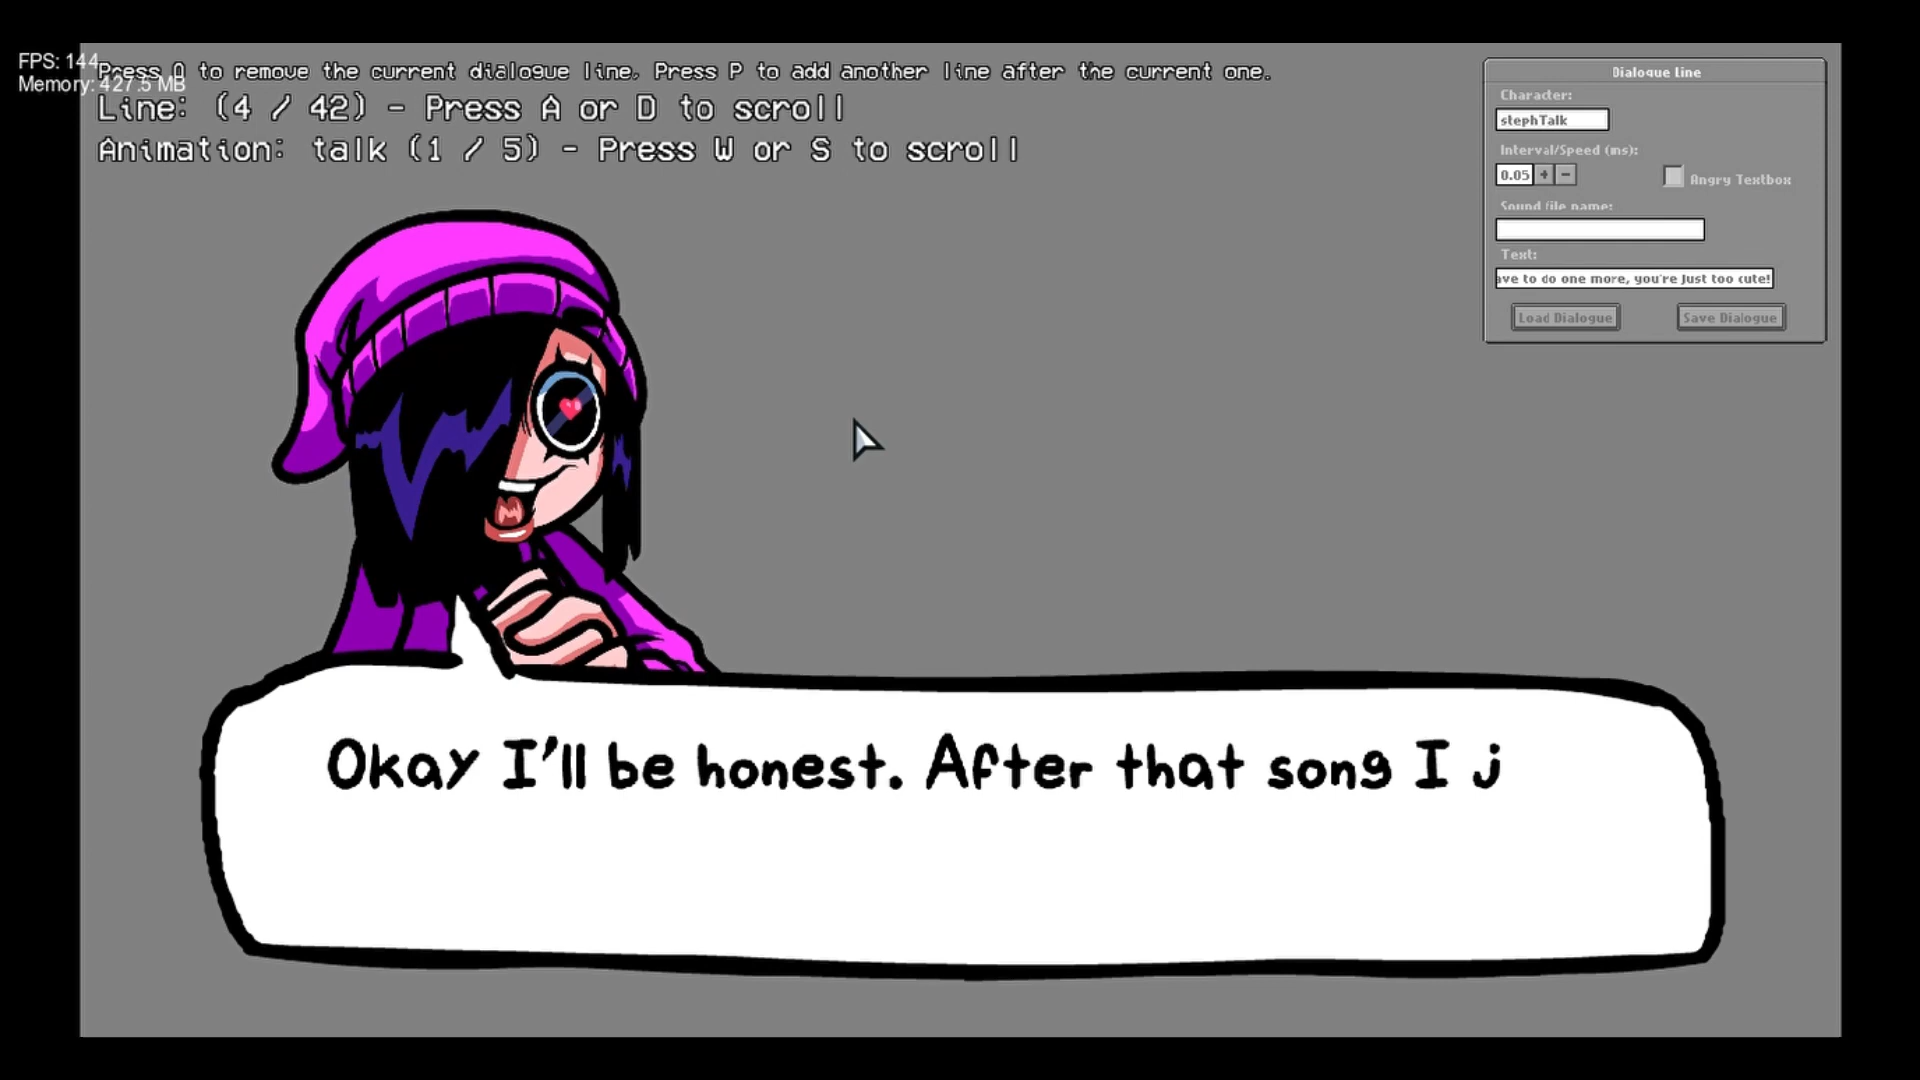 FPS: 144
Memory: 427.5 MB
Press O to remove the current dialogue line, Press P to add another line after the current one.
Line: (4 / 42) - Press A or D to scroll
Animation: talk (1 / 5) - Press W or S to scroll
Dialogue Line
Character:
stephTalk
Interval/Speed (ms):
0.05 + -
Angry Textbox
Sound file name:
Text:
ave to do one more, you're just too cute!
Load Dialogue
Save Dialogue
Okay I'll be honest. After that song I j